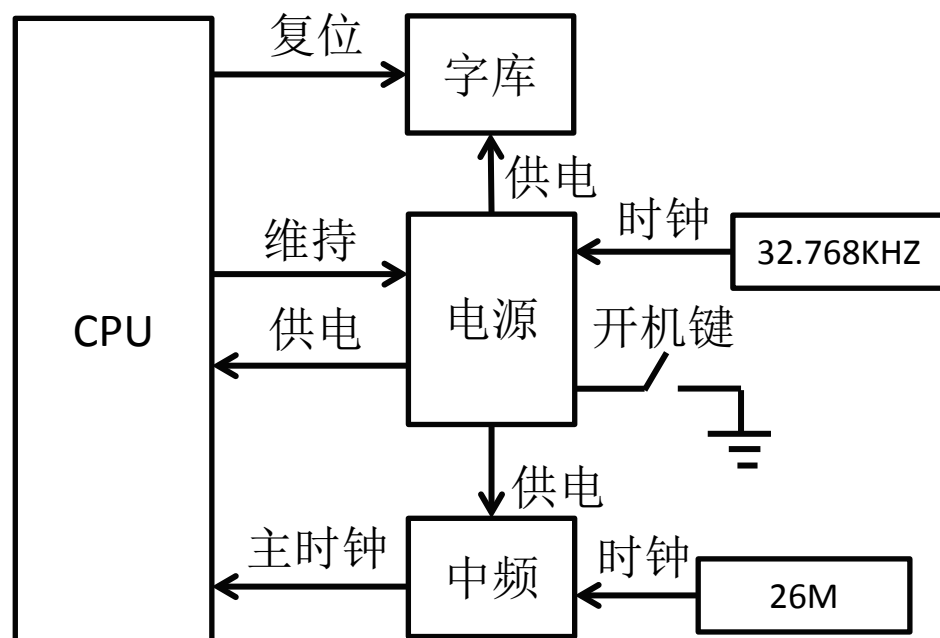 复位
字库
供电
时钟
32.768KHZ
维持
CPU
电源
开机键
供电
供电
主时钟
中频
时钟
26M